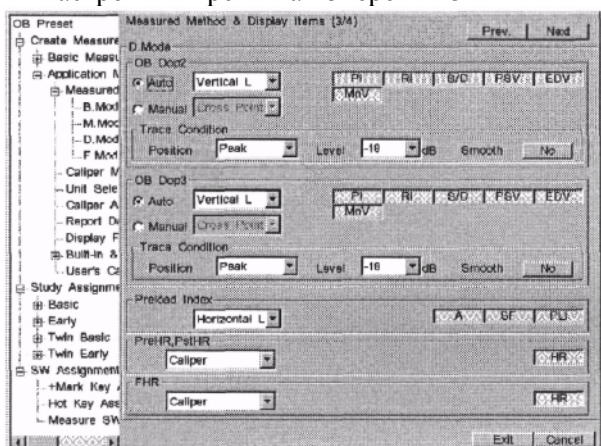 OB Preset
Measured Method & Display Items (3/4)
Prev.
Next
Create Measure
Basic Measu
Application M
Measured
B.Mod
M.Mod
D.Mod
F Mod
Caliper M
Unit Sele
Caliper A
Report D
Display F
Built-in &
User's Ca
Study Assignme
Basic
Early
Twin Basic
Twin Early
SW Assignment
+Mark Key
Hot Key Ass
Measure SW
D.Mode
OB Dop2
Auto
Vertical L
PI RI S/D PSV EDV
Manual
Cross Point
MnV
Trace Condition
Position
Peak
Level
dB
Smooth
No
OB Dop3
Auto
Vertical L
PI RI S/D PSV EDV
Manual
Cross Point
MnV
Trace Condition
Position
Peak
Level
dB
Smooth
No
Preload Index
Horizontal L
A SF PLI
PreHR,PstHR
Caliper
HR
FHR
Caliper
HR
Exit
Cancel